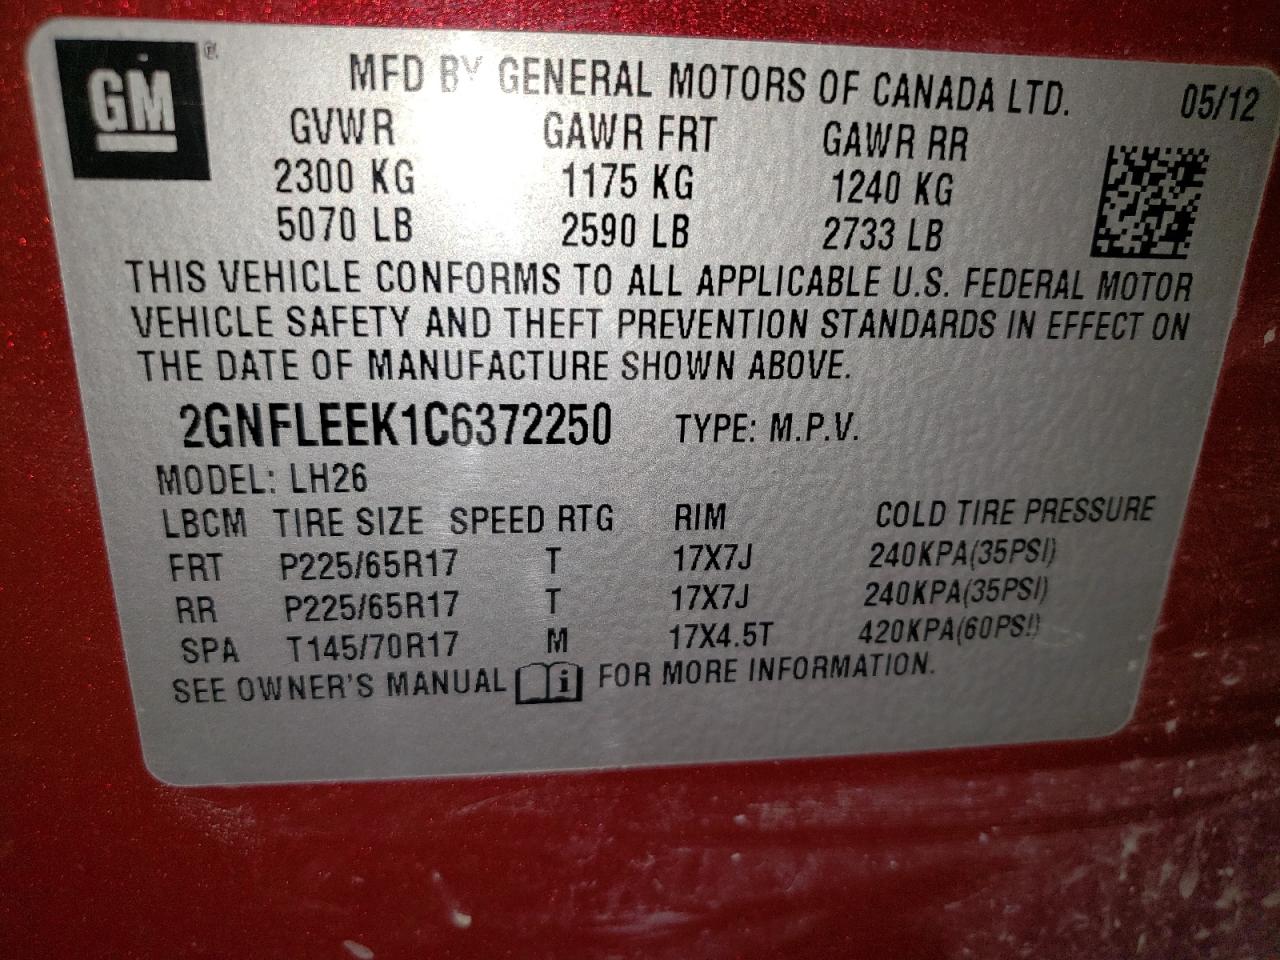 GM ®
MFD BY GENERAL MOTORS OF CANADA LTD. 05/12
GVWR GAWR FRT GAWR RR
2300 KG 1175 KG 1240 KG
5070 LB 2590 LB 2733 LB
THIS VEHICLE CONFORMS TO ALL APPLICABLE U.S. FEDERAL MOTOR
VEHICLE SAFETY AND THEFT PREVENTION STANDARDS IN EFFECT ON
THE DATE OF MANUFACTURE SHOWN ABOVE.
2GNFLEEK1C6372250 TYPE: M.P.V.
MODEL: LH26
LBCM TIRE SIZE SPEED RTG RIM COLD TIRE PRESSURE
FRT P225/65R17 T 17X7J 240KPA(35PSI)
RR P225/65R17 T 17X7J 240KPA(35PSI)
SPA T145/70R17 M 17X4.5T 420KPA(60PSI)
SEE OWNER'S MANUAL i FOR MORE INFORMATION.